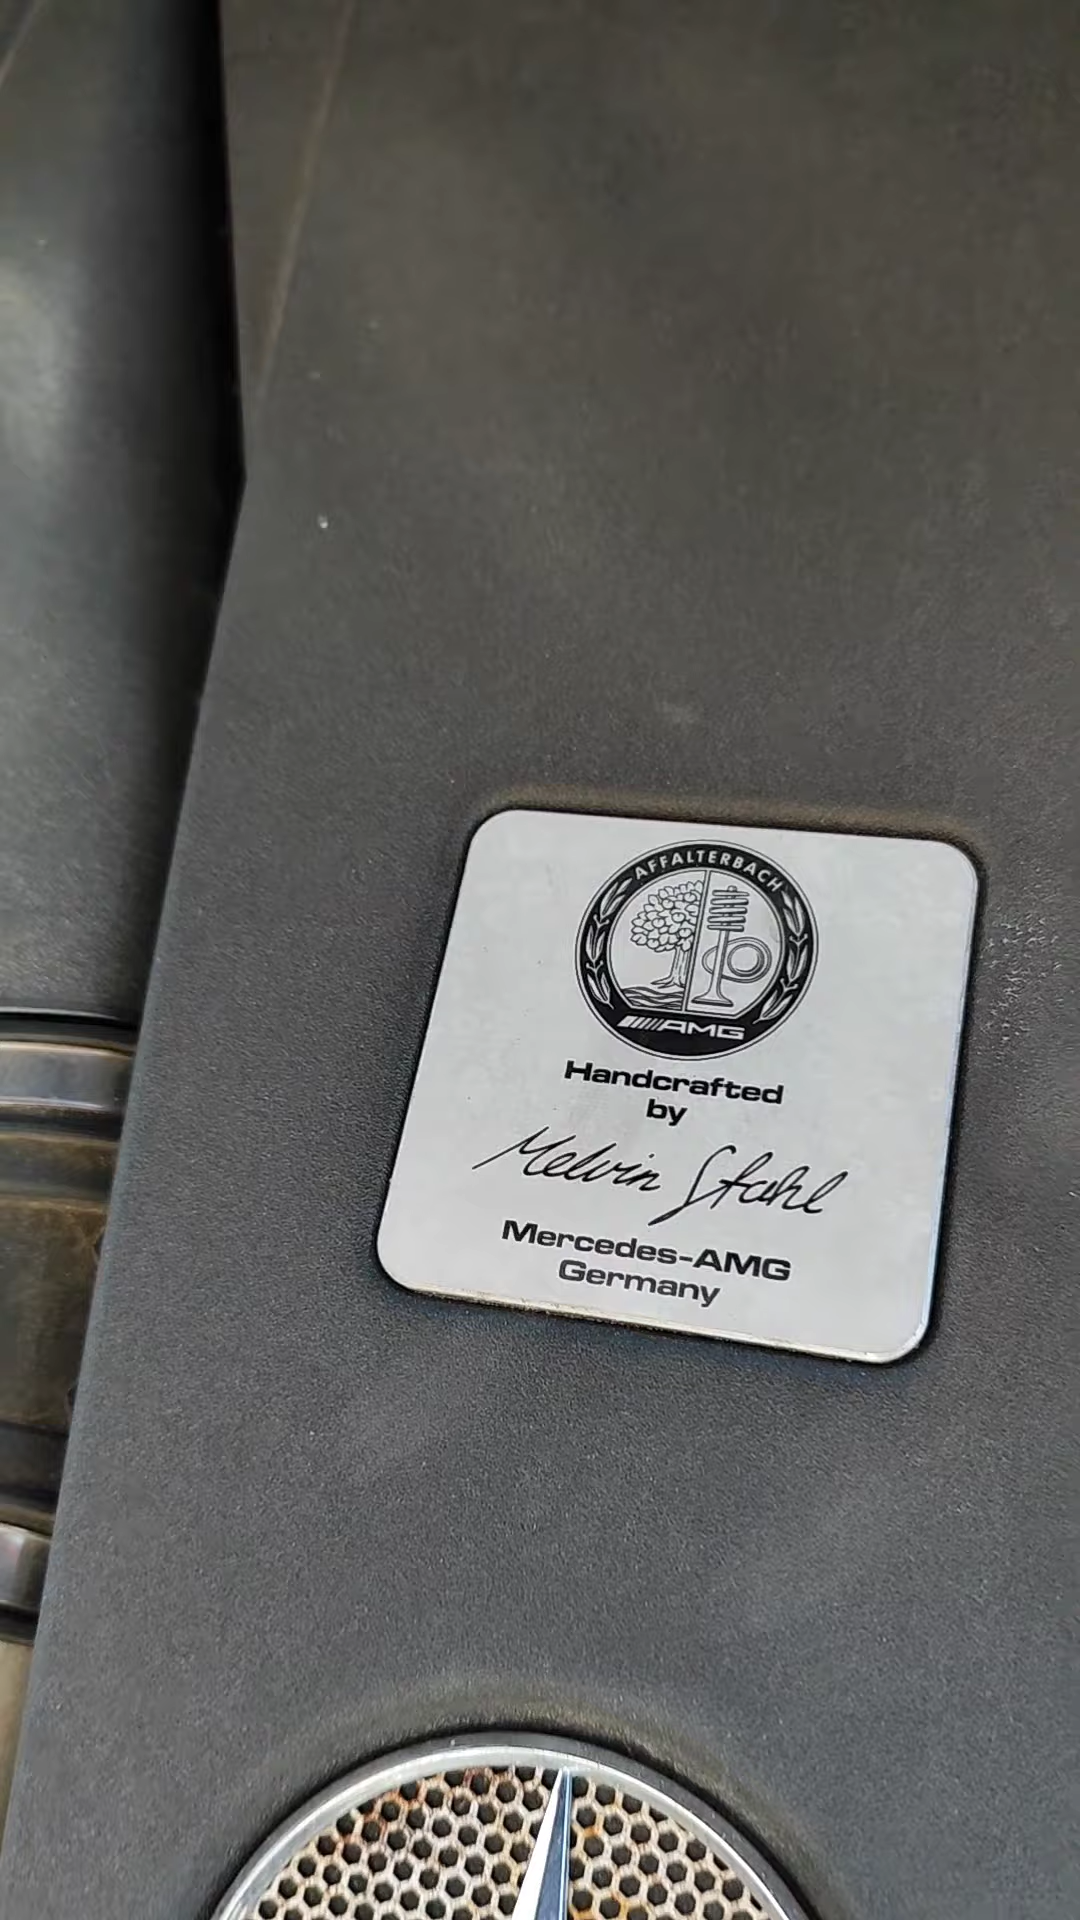 AFFALTERBACH
AMG
Handcrafted
by
Melvin Stahl
Mercedes-AMG
Germany